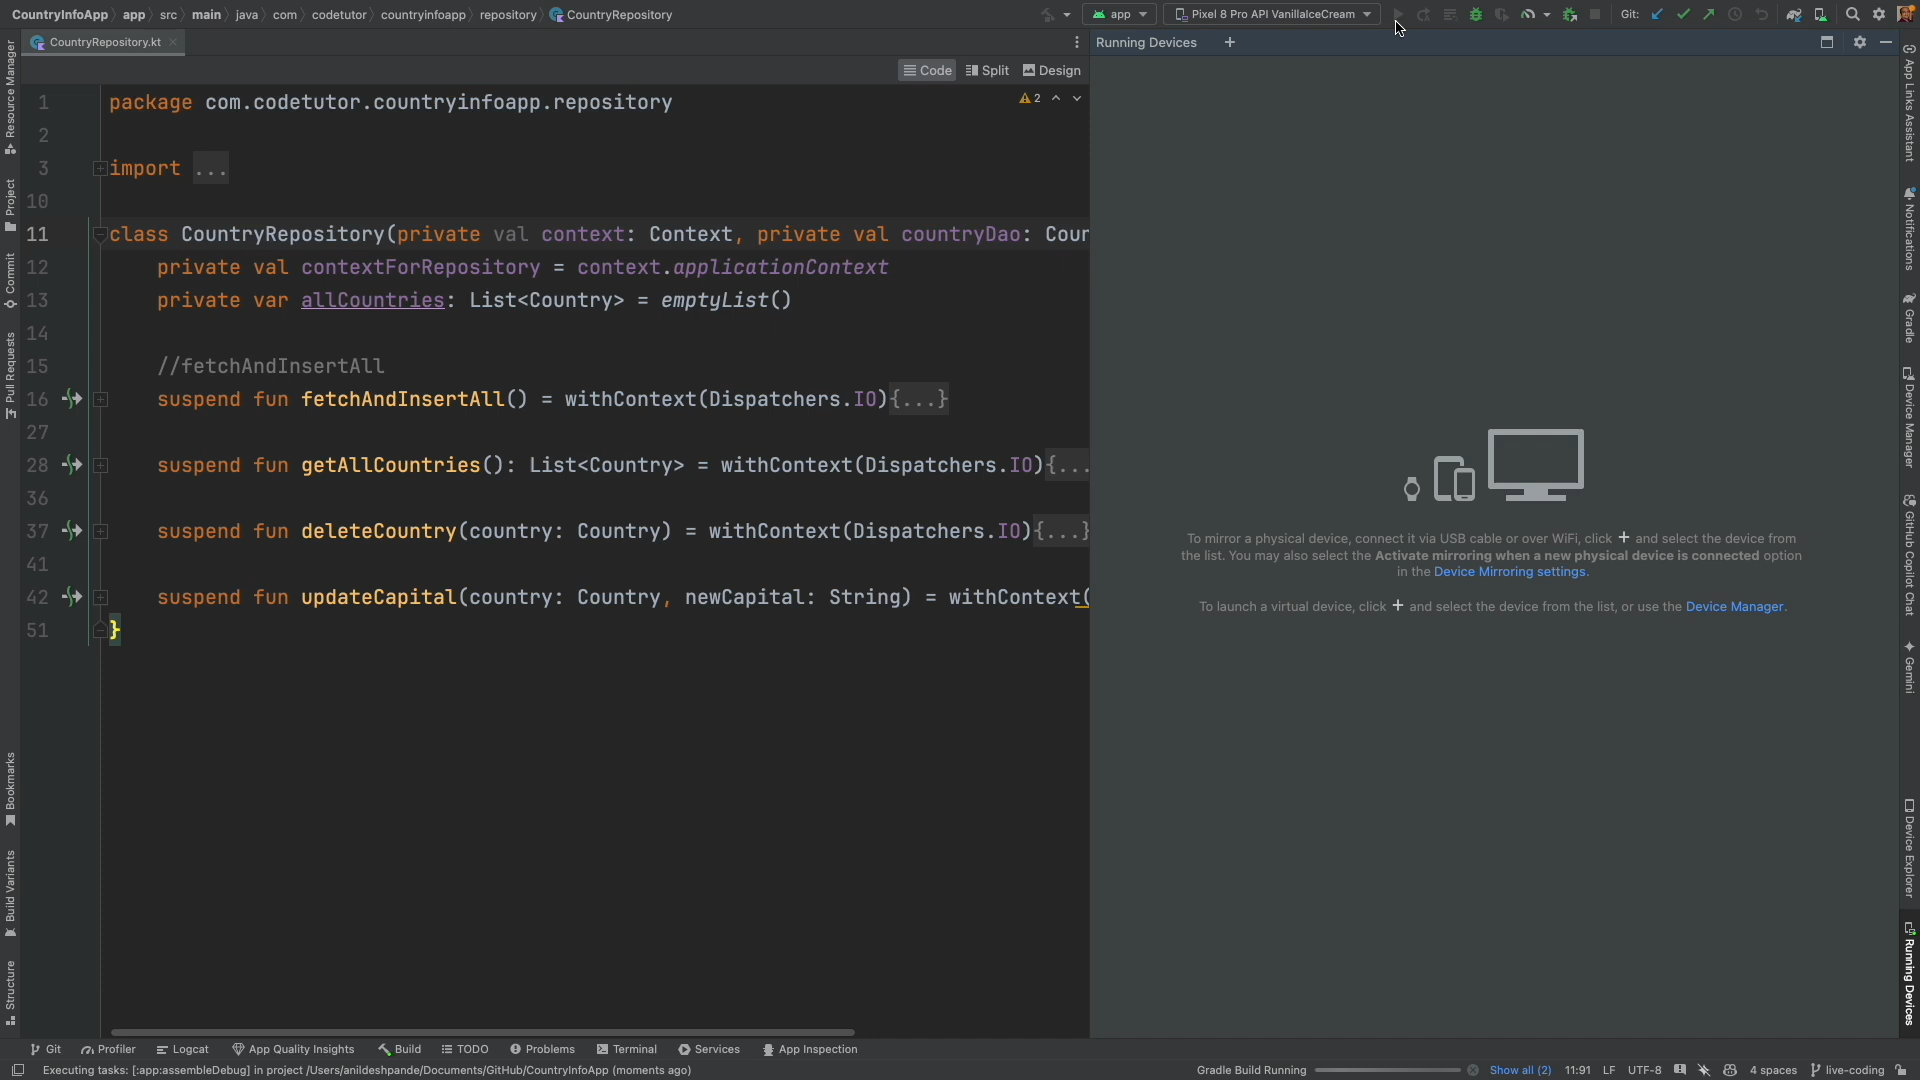 CountryInfoApp app src main java com codetutor countryinfoapp repository CountryRepository
app
Pixel 8 Pro API VanillaIceCream
Git:
CountryRepository.kt
Running Devices
Code Split Design
2
1 package com.codetutor.countryinfoapp.repository
2
3 import ...
10
11 class CountryRepository(private val context: Context, private val countryDao: Coun
12 private val contextForRepository = context.applicationContext
13 private var allCountries: List<Country> = emptyList()
14
15 //fetchAndInsertAll
16 suspend fun fetchAndInsertAll() = withContext(Dispatchers.IO){...}
27
28 suspend fun getAllCountries(): List<Country> = withContext(Dispatchers.IO){...
36
37 suspend fun deleteCountry(country: Country) = withContext(Dispatchers.IO){...}
41
42 suspend fun updateCapital(country: Country, newCapital: String) = withContext(
51 }
To mirror a physical device, connect it via USB cable or over WiFi, click + and select the device from
the list. You may also select the Activate mirroring when a new physical device is connected option
in the Device Mirroring settings.
To launch a virtual device, click + and select the device from the list, or use the Device Manager.
Resource Manager
Project
Commit
Pull Requests
Bookmarks
Build Variants
Structure
App Links Assistant
Notifications
Gradle
Device Manager
GitHub Copilot Chat
Gemini
Device Explorer
Running Devices
Git Profiler Logcat App Quality Insights Build TODO Problems Terminal Services App Inspection
Executing tasks: [:app:assembleDebug] in project /Users/anildeshpande/Documents/GitHub/CountryInfoApp (moments ago)
Gradle Build Running
Show all (2) 11:91 LF UTF-8 4 spaces live-coding